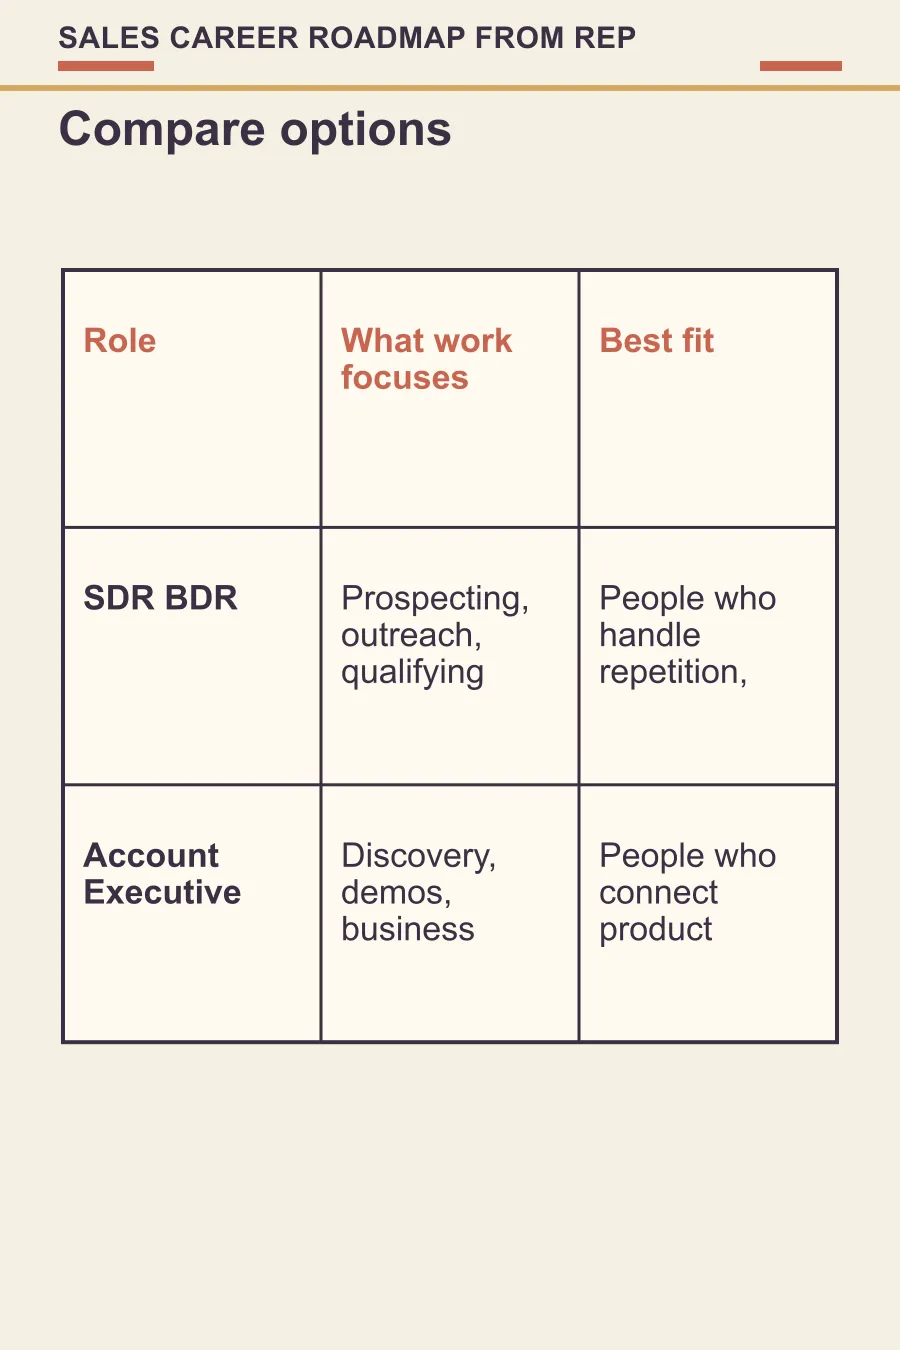 SALES CAREER ROADMAP FROM REP
Compare options
Role
What work
focuses
Best fit
SDR BDR
Prospecting,
outreach,
qualifying
People who
handle
repetition,
Account
Executive
Discovery,
demos,
business
People who
connect
product